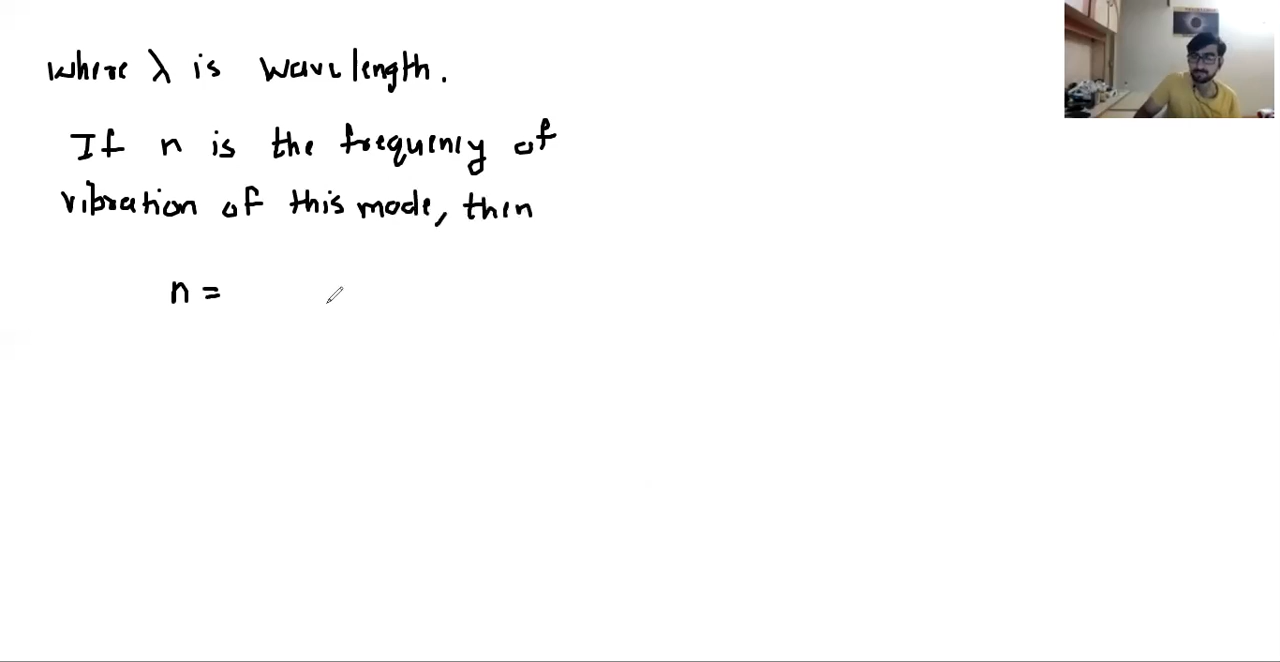 where λ is wavelength.
If n is the frequency of
vibration of this mode, then
n =